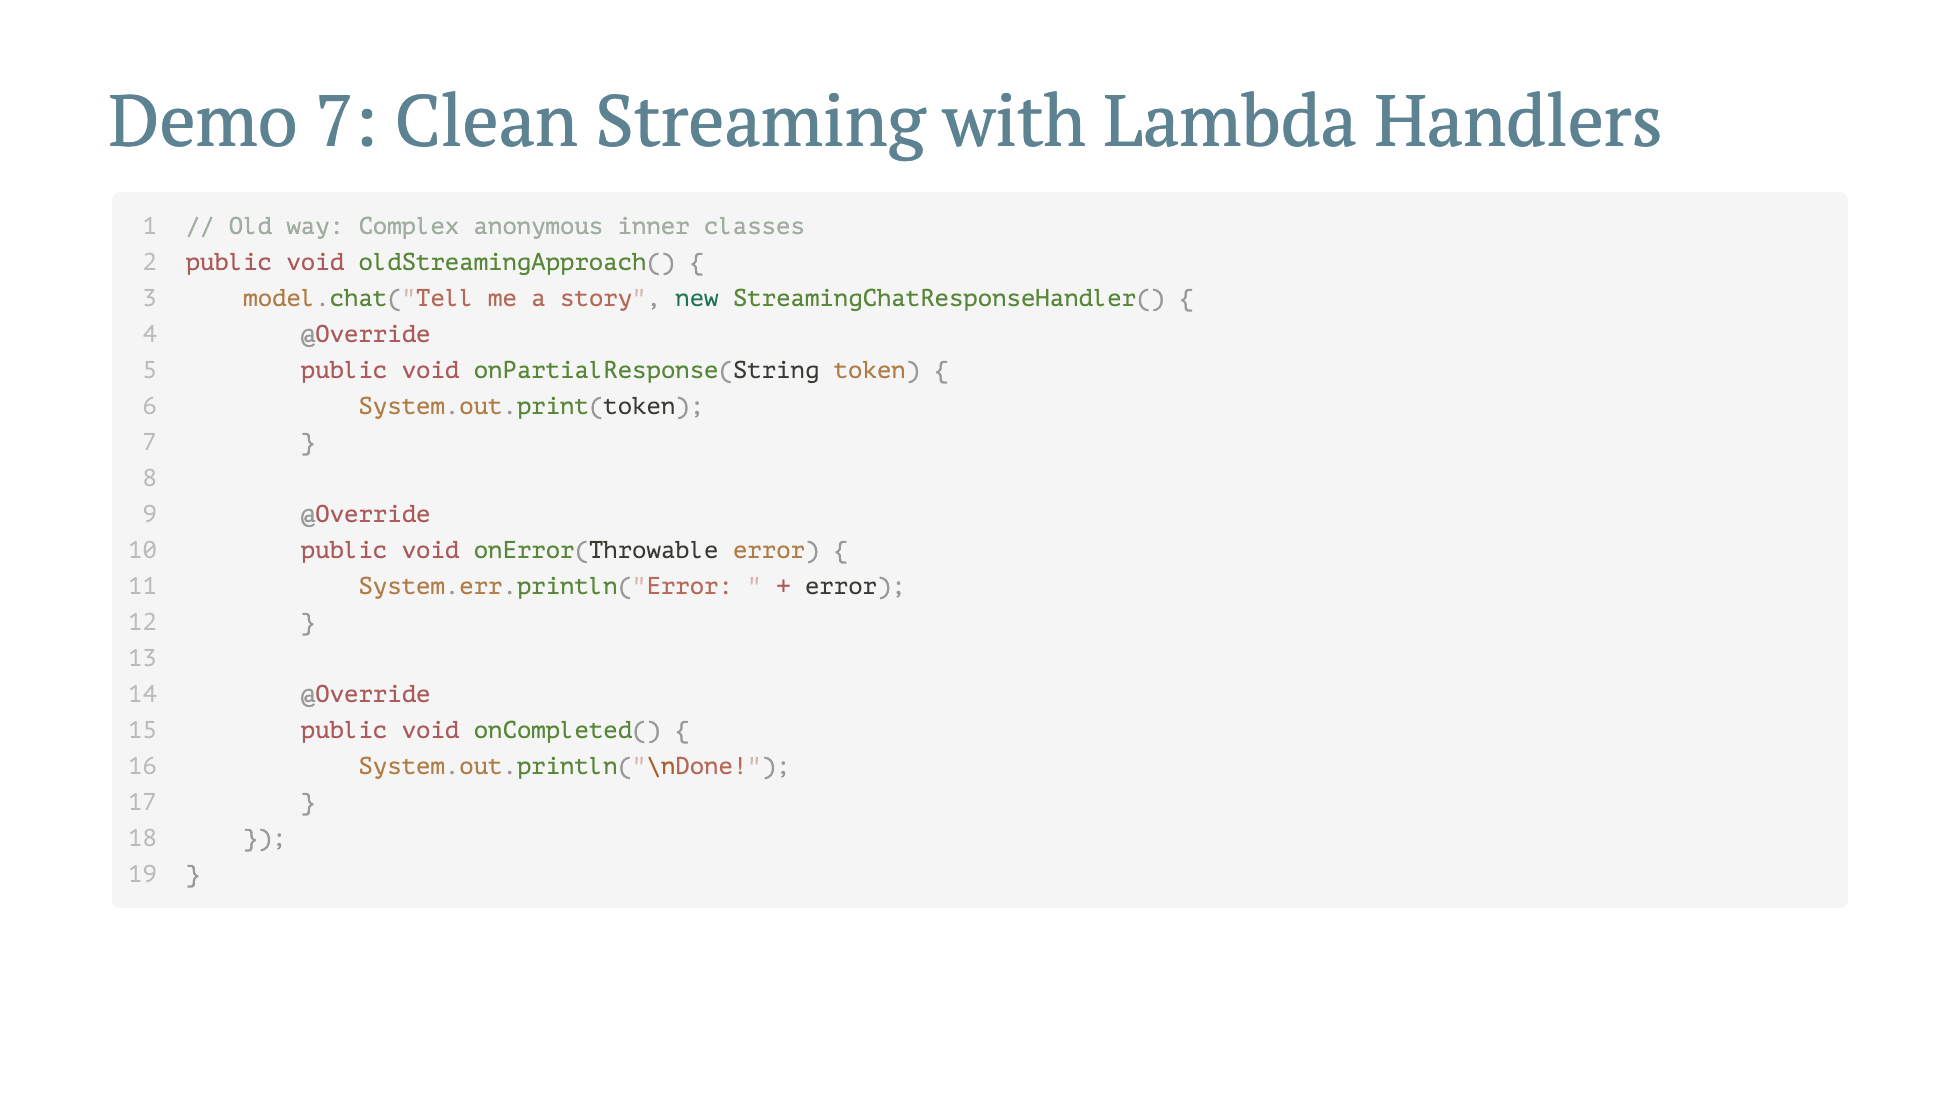 Demo 7: Clean Streaming with Lambda Handlers
1 // Old way: Complex anonymous inner classes
2 public void oldStreamingApproach() {
3     model.chat("Tell me a story", new StreamingChatResponseHandler() {
4         @Override
5         public void onPartialResponse(String token) {
6             System.out.print(token);
7         }
8
9         @Override
10         public void onError(Throwable error) {
11             System.err.println("Error: " + error);
12         }
13
14         @Override
15         public void onCompleted() {
16             System.out.println("\nDone!");
17         }
18     });
19 }